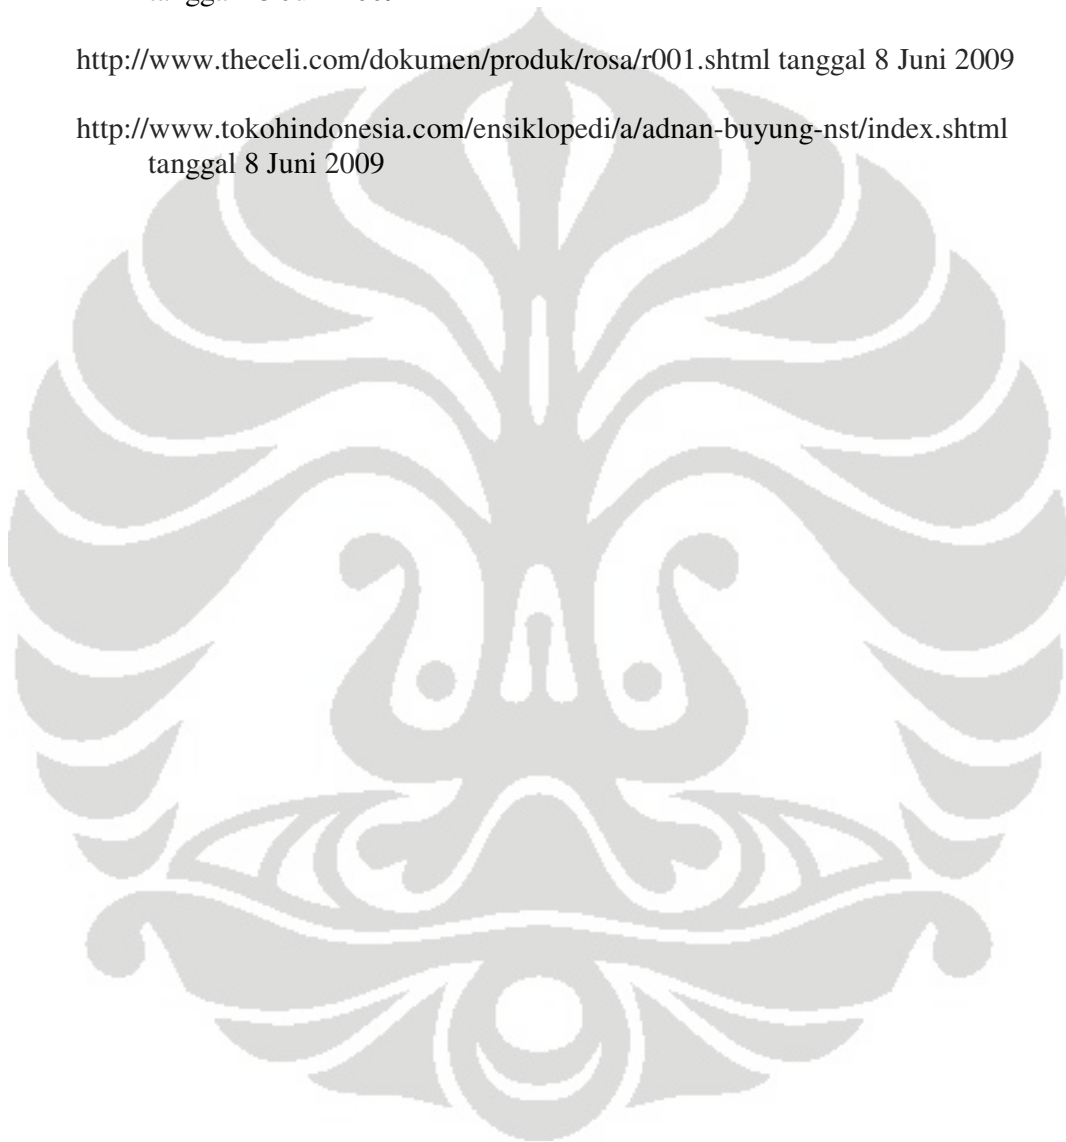 http://www.theceli.com/dokumen/produk/rosa/r001.shtml tanggal 8 Juni 2009
http://www.tokohindonesia.com/ensiklopedi/a/adnan-buyung-nst/index.shtml
tanggal 8 Juni 2009